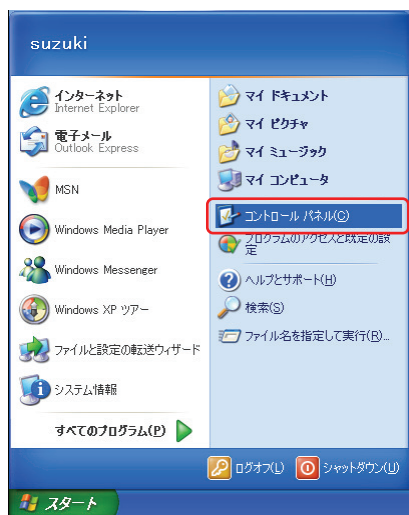 suzuki
インターネット
Internet Explorer
電子メール
Outlook Express
MSN
Windows Media Player
Windows Messenger
Windows XP ツアー
ファイルと設定の転送ウィザード
システム情報
すべてのプログラム(P)
マイ ドキュメント
マイ ピクチャ
マイ ミュージック
マイ コンピュータ
コントロール パネル(C)
プログラムのアクセスと既定の設
定
ヘルプとサポート(H)
検索(S)
ファイル名を指定して実行(R)...
ログオフ(L)
シャットダウン(U)
スタート